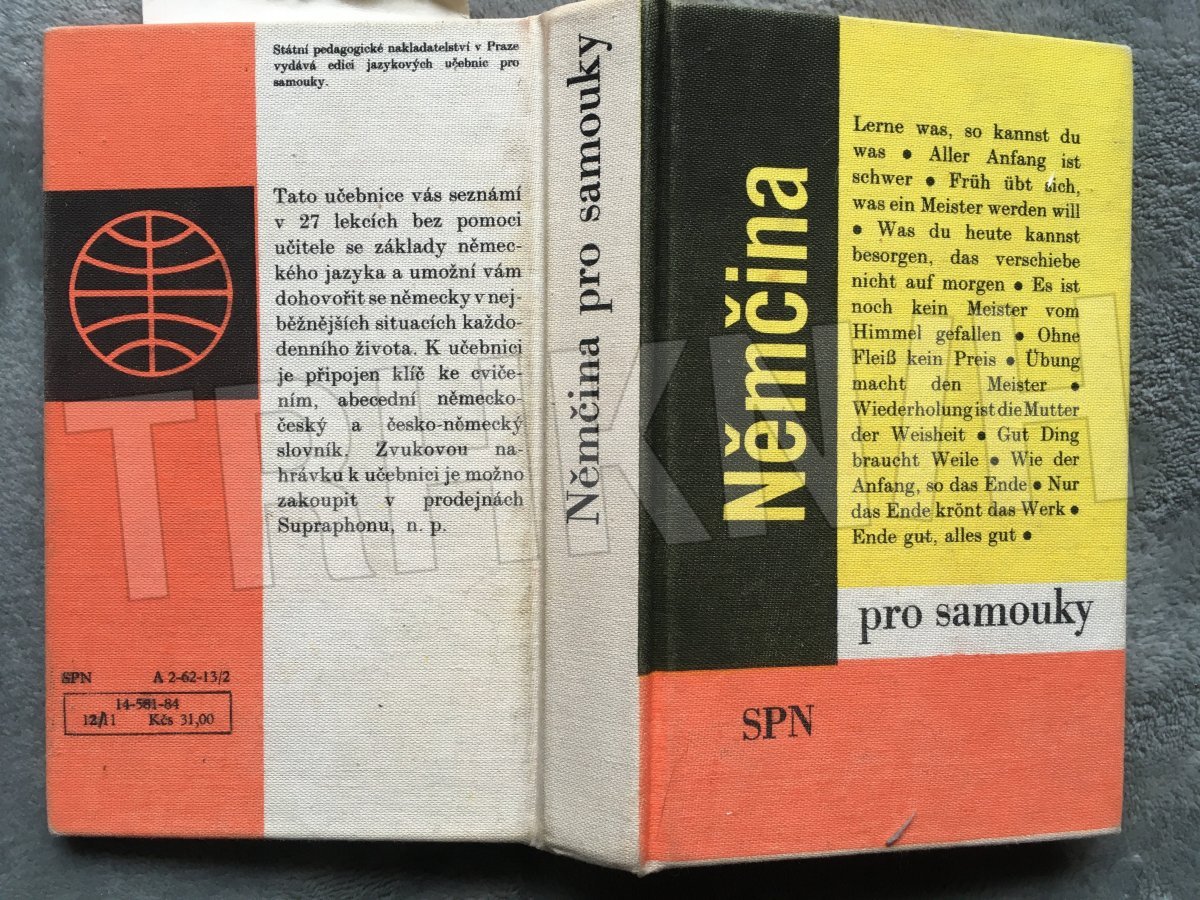 Státní pedagogické nakladatelství v Praze
vydává edici jazykových učebnic pro
samouky.
Tato učebnice vás seznámí
v 27 lekcích bez pomoci
učitele se základy němec-
kého jazyka a umožní vám
dohovořit se německy v nej-
běžnějších situacích každo-
denního života. K učebnici
je připojen klíč ke cviče-
ním, abecední německo-
český a česko-německý
slovník. Zvukovou na-
hrávku k učebnici je možno
zakoupit v prodejnách
Supraphonu, n. p.
SPN A 2-62-13/2
14-581-84
12/11 Kčs 31,00
Němčina pro samouky
Němčina
Lerne was, so kannst du
was ● Aller Anfang ist
schwer ● Früh übt sich,
was ein Meister werden will
● Was du heute kannst
besorgen, das verschiebe
nicht auf morgen ● Es ist
noch kein Meister vom
Himmel gefallen ● Ohne
Fleiß kein Preis ● Übung
macht den Meister ●
Wiederholung ist die Mutter
der Weisheit ● Gut Ding
braucht Weile ● Wie der
Anfang, so das Ende ● Nur
das Ende krönt das Werk ●
Ende gut, alles gut ●
pro samouky
SPN
TRHKNIH